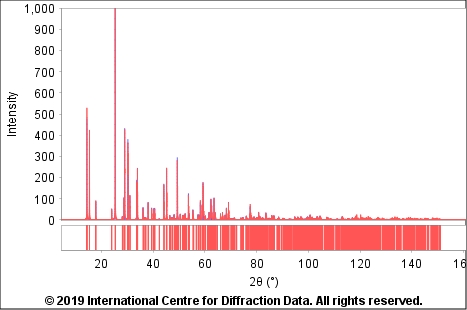 1,000
900
800
700
600
500
400
300
200
100
0
Intensity
20 40 60 80 100 120 140 16
2θ (°)
© 2019 International Centre for Diffraction Data. All rights reserved.